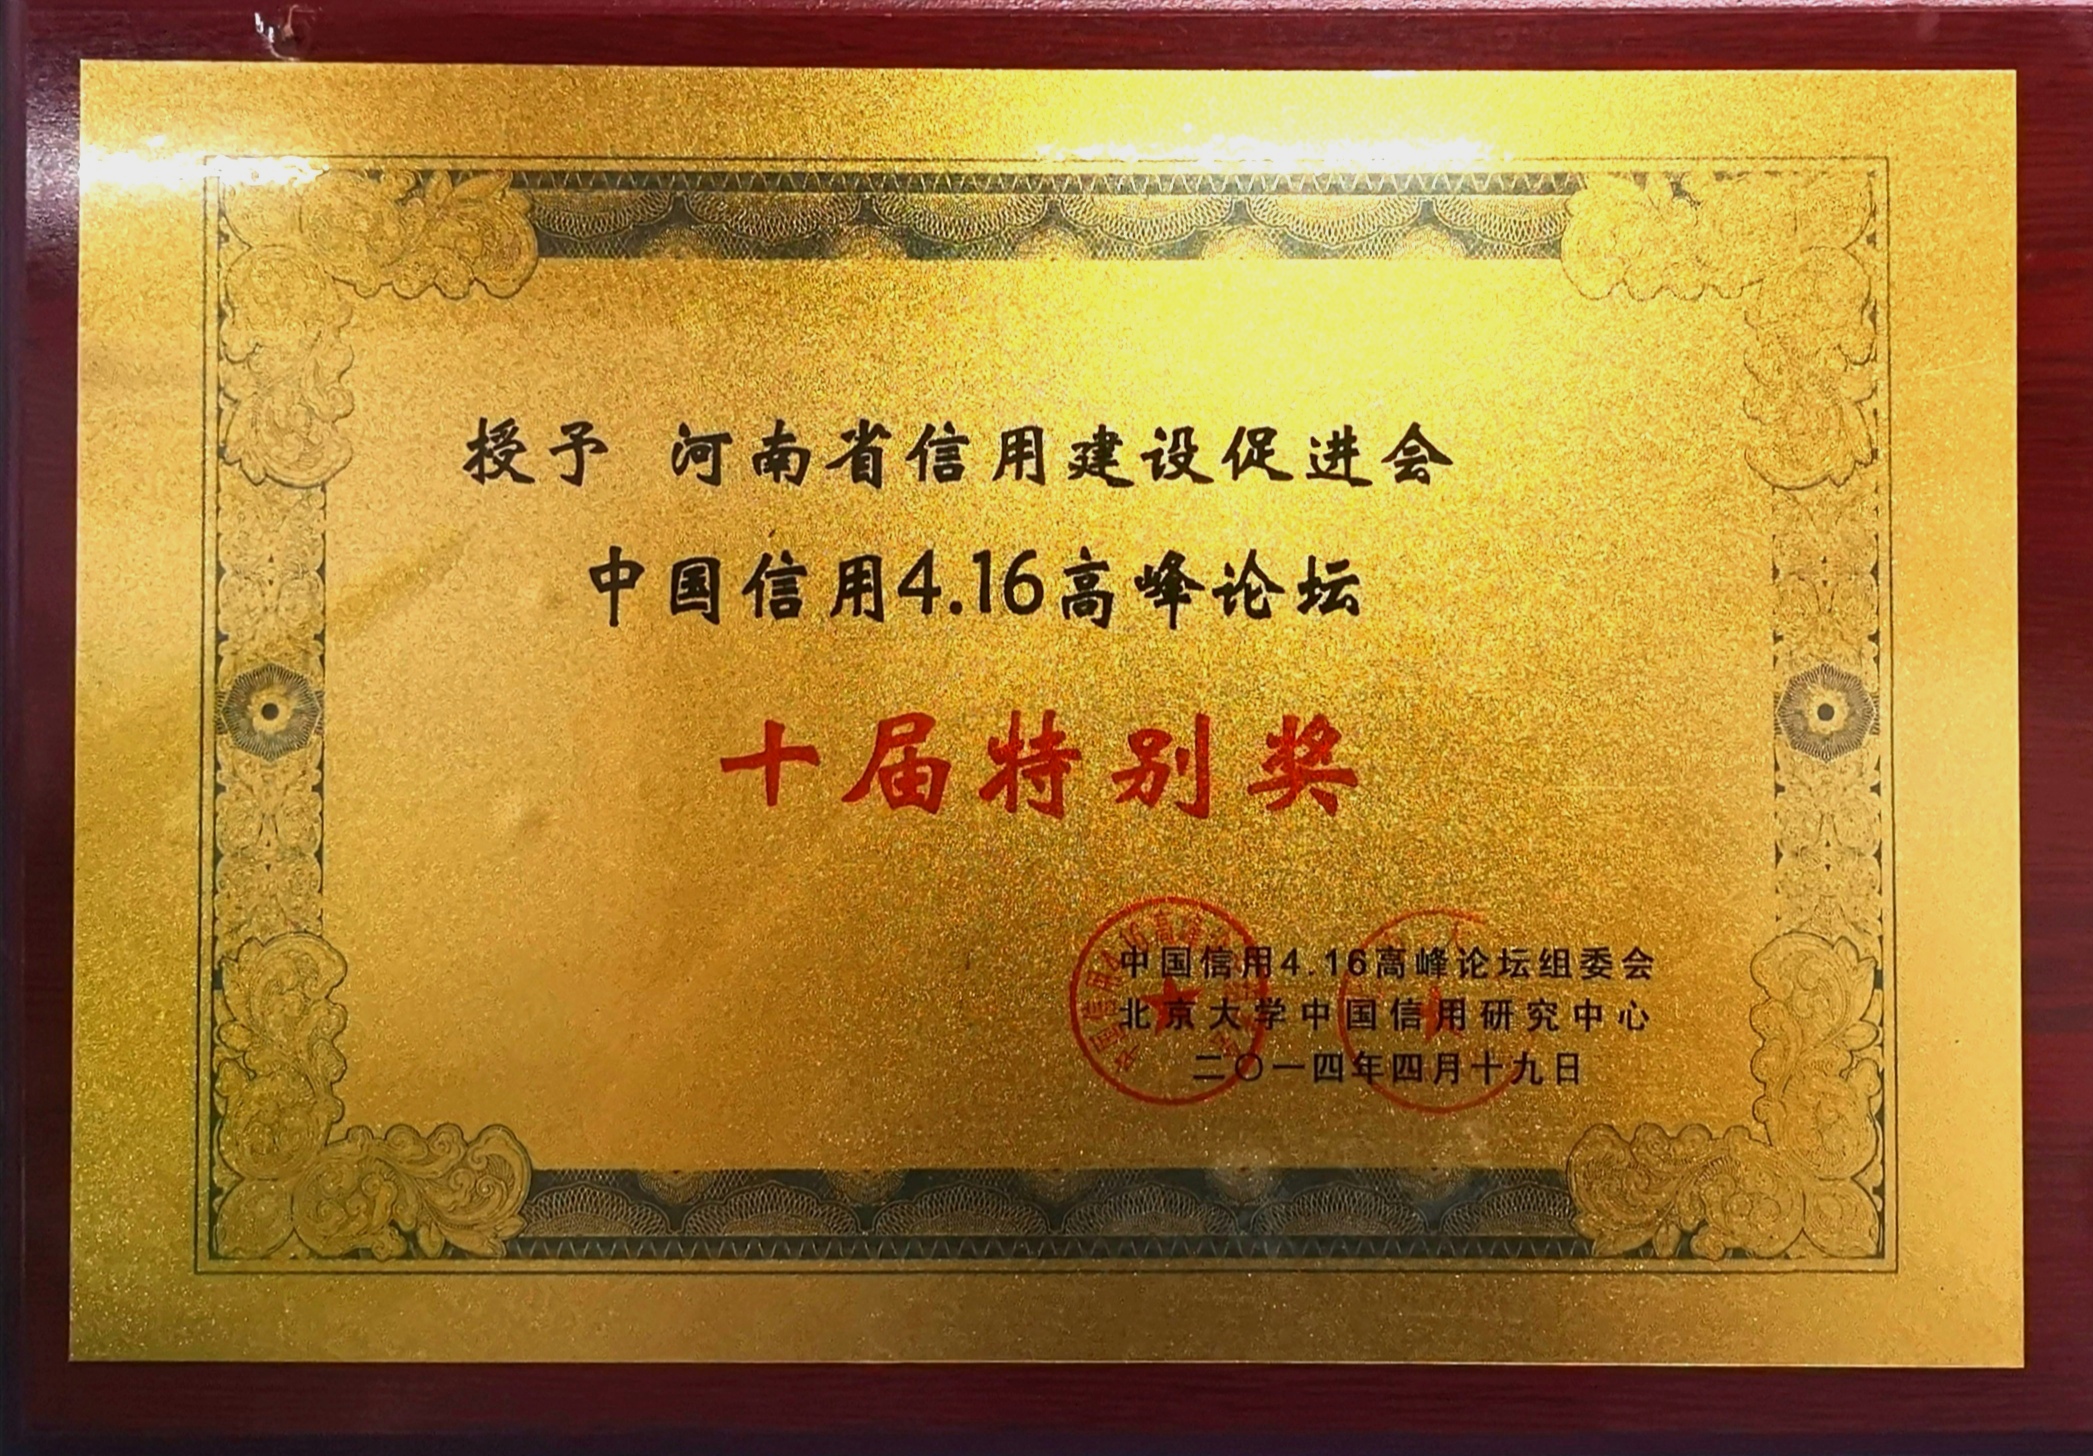 授予 河南省信用建设促进会
中国信用4.16高峰论坛
十届特别奖
中国信用4.16高峰论坛组委会
北京大学中国信用研究中心
二〇一四年四月十九日